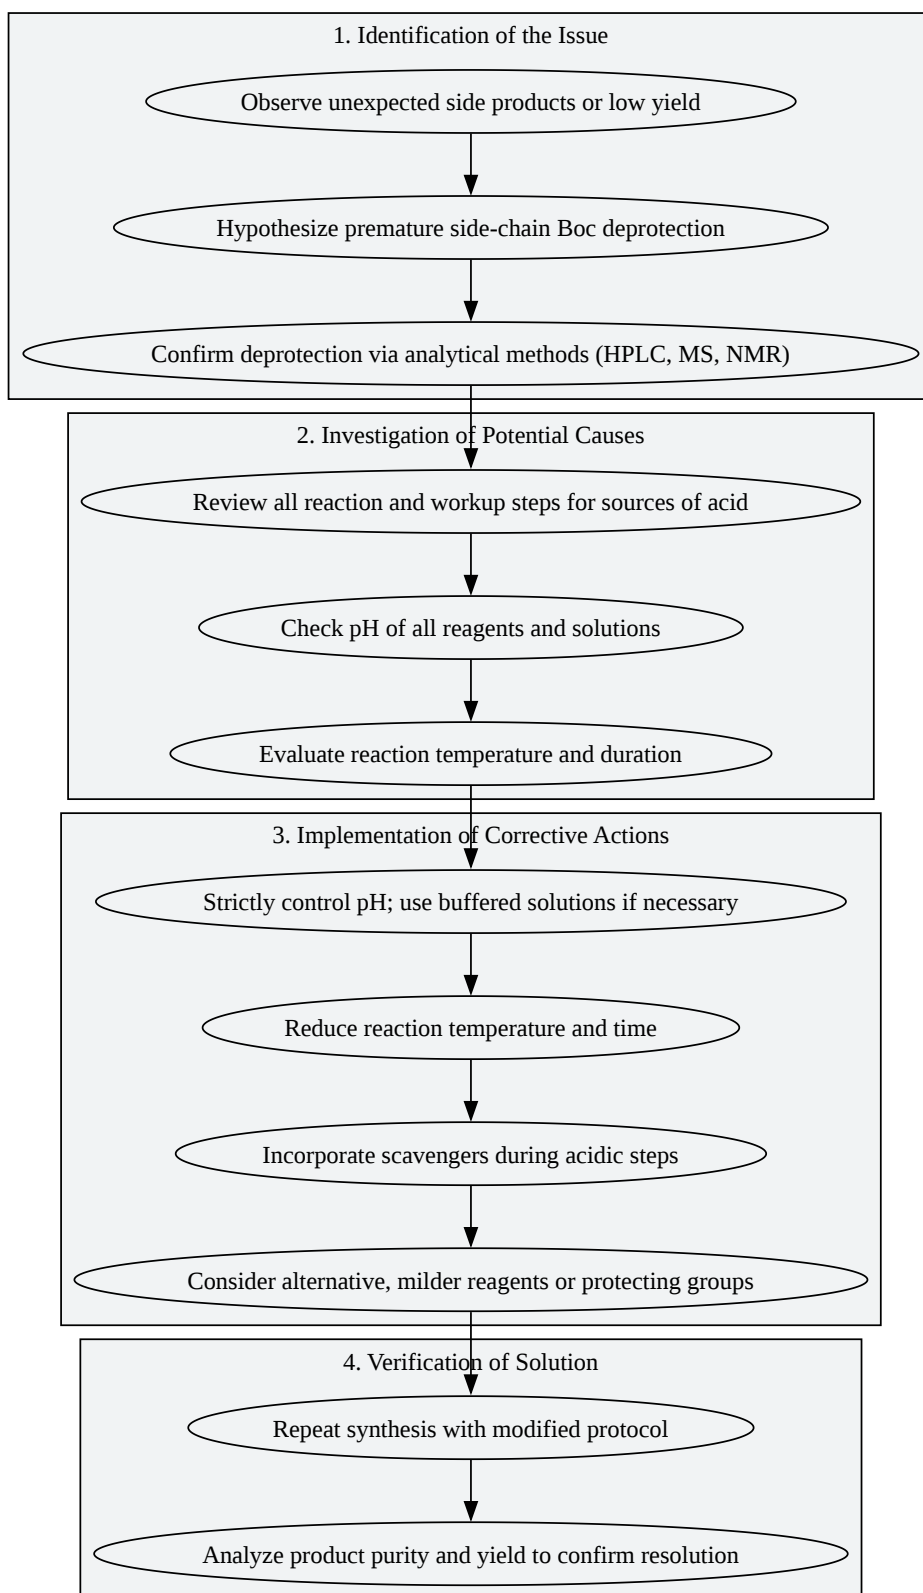 1. Identification of the Issue
Observe unexpected side products or low yield
Hypothesize premature side-chain Boc deprotection
Confirm deprotection via analytical methods (HPLC, MS, NMR)
2. Investigation of Potential Causes
Review all reaction and workup steps for sources of acid
Check pH of all reagents and solutions
Evaluate reaction temperature and duration
3. Implementation of Corrective Actions
Strictly control pH; use buffered solutions if necessary
Reduce reaction temperature and time
Incorporate scavengers during acidic steps
Consider alternative, milder reagents or protecting groups
4. Verification of Solution
Repeat synthesis with modified protocol
Analyze product purity and yield to confirm resolution